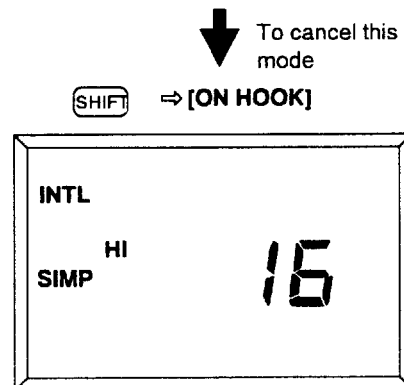 To cancel this
mode
SHIFT ⇒ [ON HOOK]
INTL
HI
SIMP
16